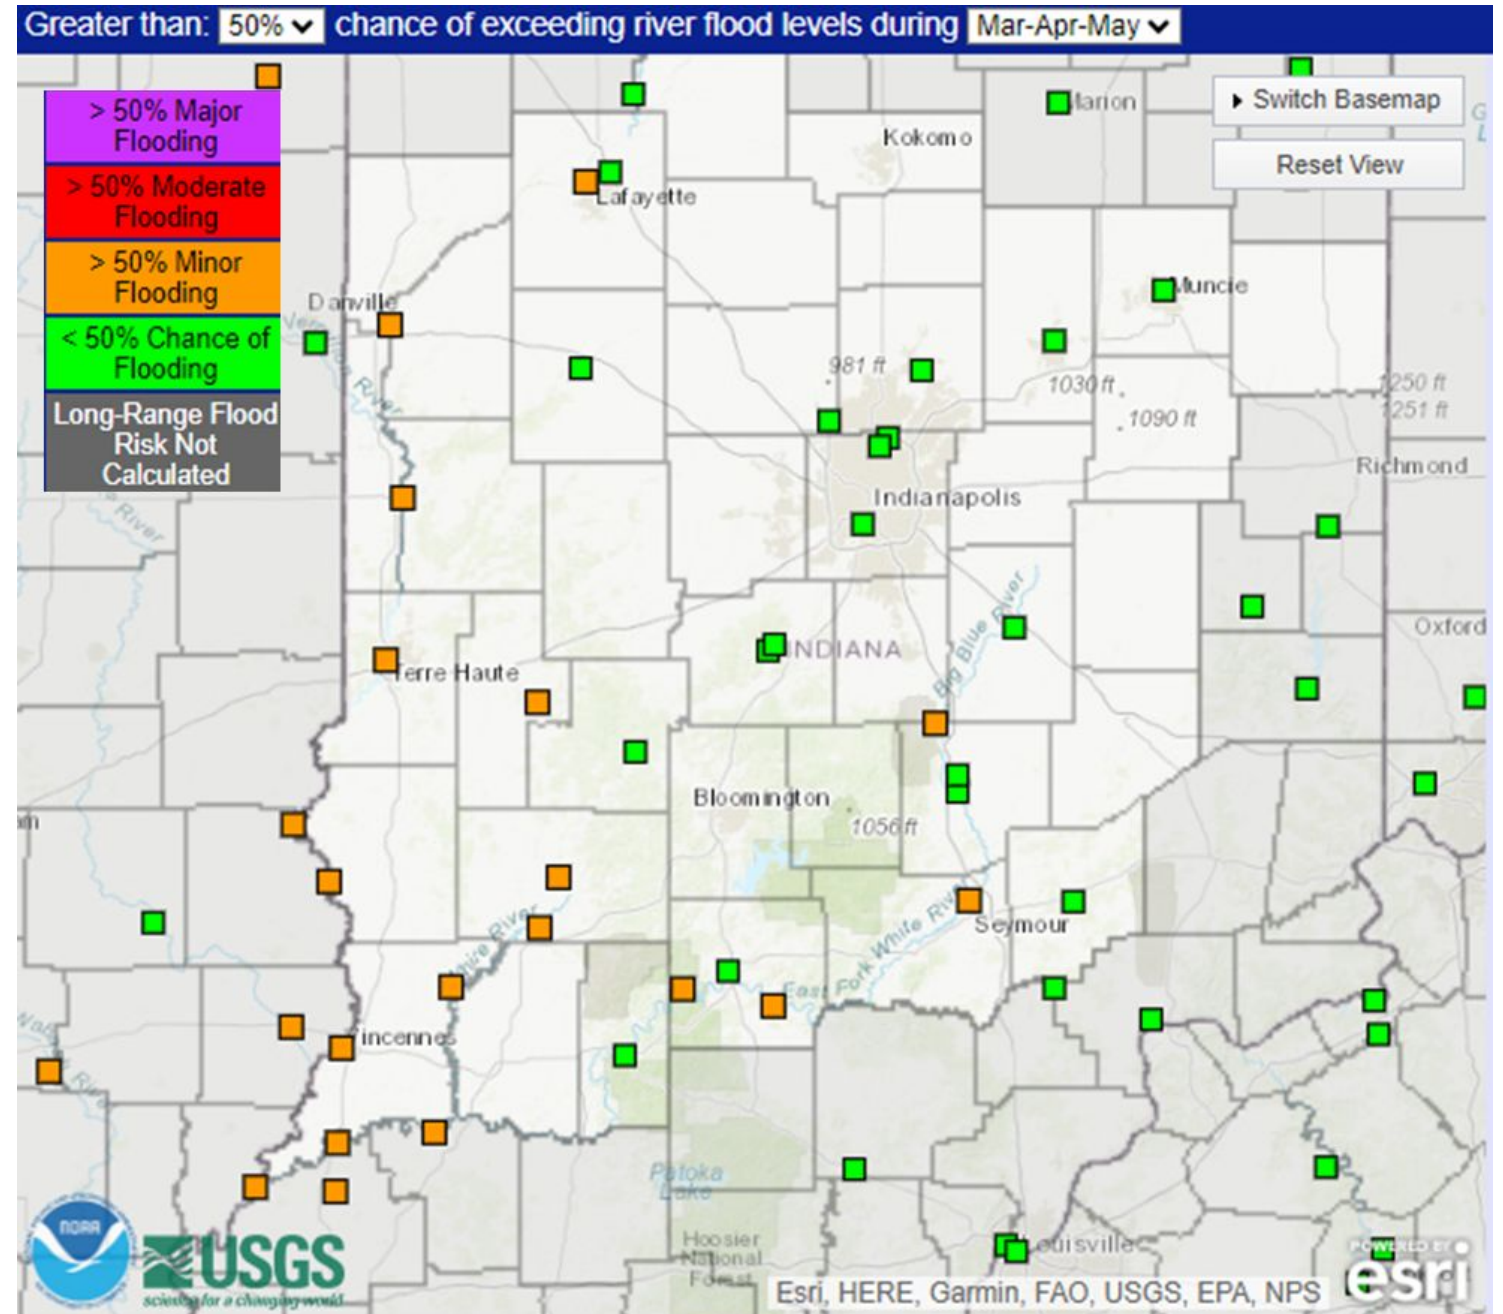 Greater than: 50% chance of exceeding river flood levels during Mar-Apr-May
> 50% Major
Flooding
> 50% Moderate
Flooding
> 50% Minor
Flooding
< 50% Chance of
Flooding
Long-Range Flood
Risk Not
Calculated
Switch Basemap
Reset View
Marion
Kokomo
Lafayette
Muncie
Danville
Vermilion River
981 ft
1030 ft
1090 ft
1250 ft
1251 ft
Richmond
Indianapolis
River
Big Blue River
Oxford
INDIANA
Terre Haute
Bloomington
1056 ft
White River
East Fork White River
Seymour
Vincennes
Patoka
Lake
Hoosier
National
Forest
Louisville
NOAA
USGS
science for a changing world
POWERED BY
esri
Esri, HERE, Garmin, FAO, USGS, EPA, NPS